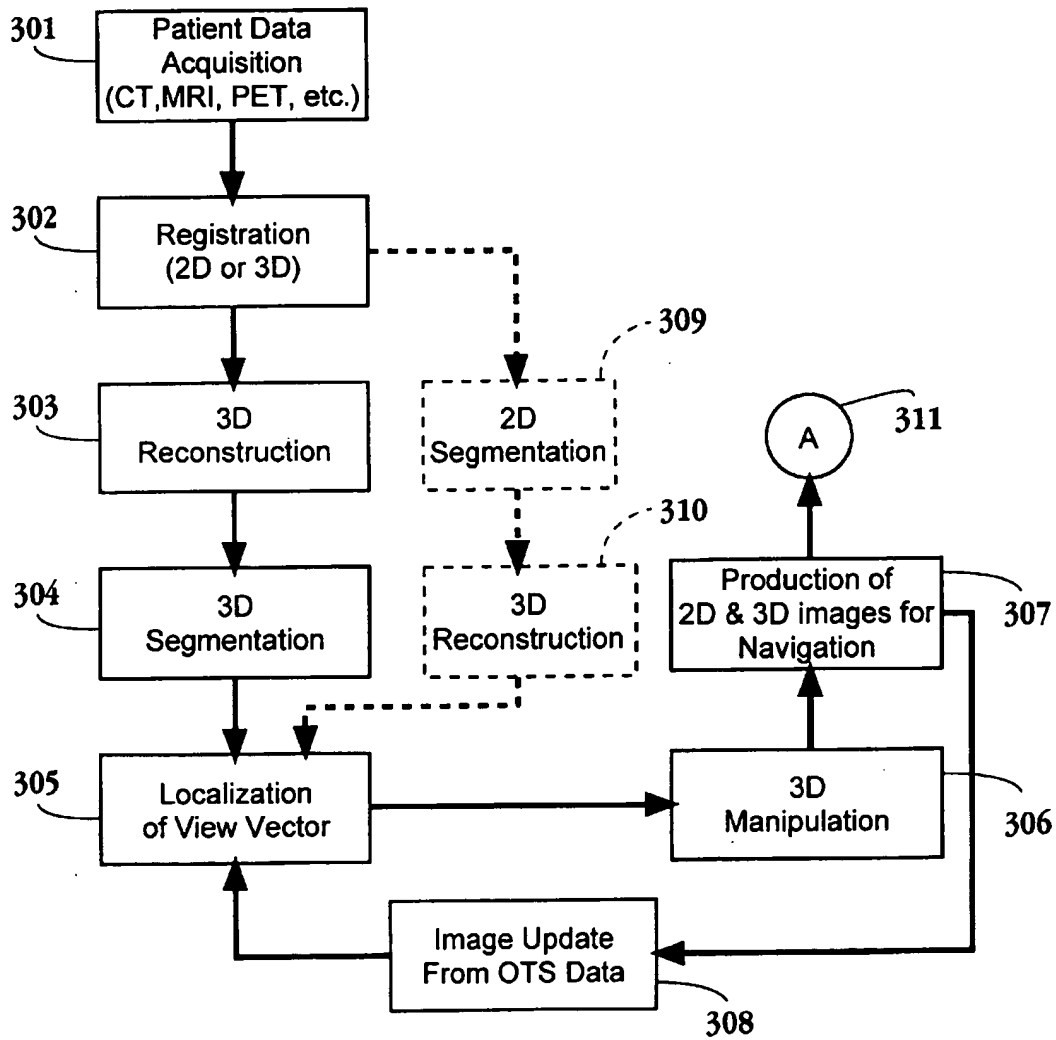 301
Patient Data
Acquisition
(CT,MRI, PET, etc.)
302
Registration
(2D or 3D)
309
303
3D
Reconstruction
2D
Segmentation
A
311
310
304
3D
Segmentation
3D
Reconstruction
Production of
2D & 3D images for
Navigation
307
305
Localization
of View Vector
3D
Manipulation
306
Image Update
From OTS Data
308